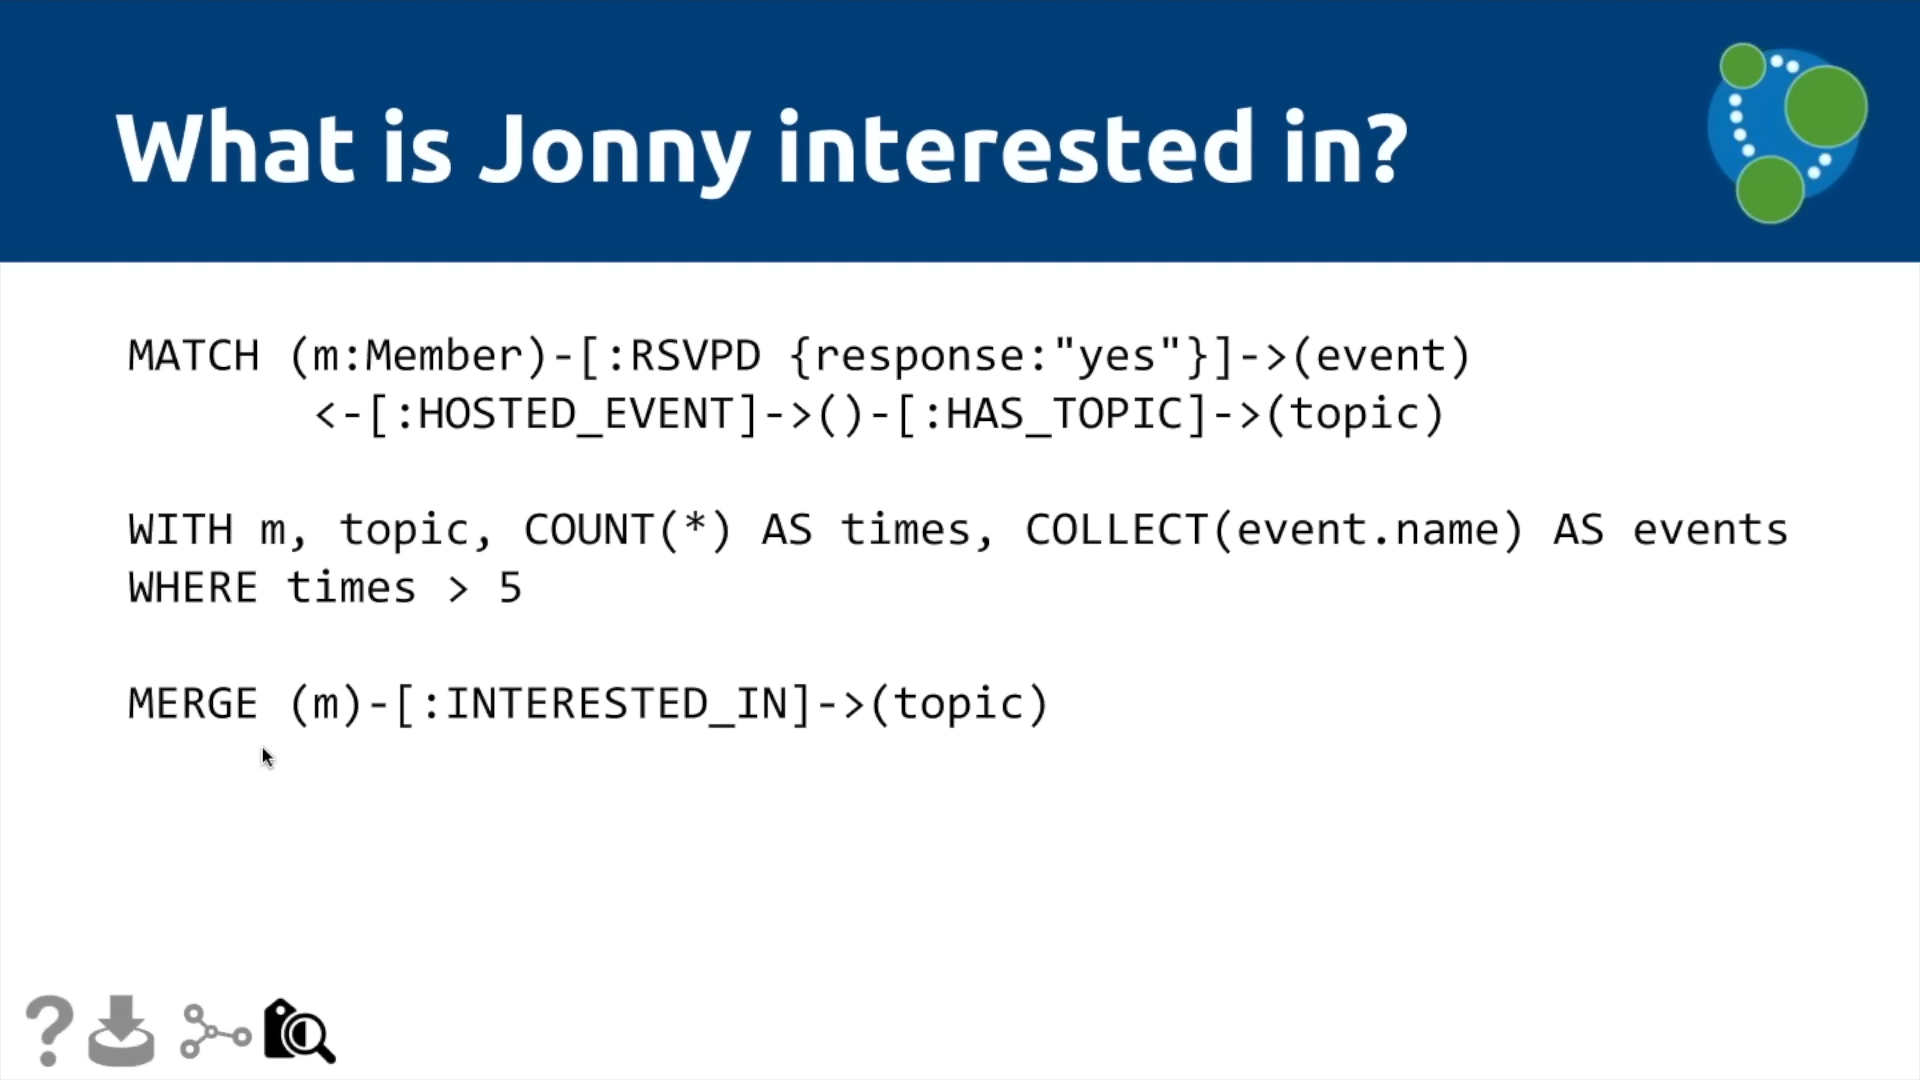 What is Jonny interested in?
MATCH (m:Member)-[:RSVPD {response:"yes"}]->(event)
<-[:HOSTED_EVENT]->()-[:HAS_TOPIC]->(topic)
WITH m, topic, COUNT(*) AS times, COLLECT(event.name) AS events
WHERE times > 5
MERGE (m)-[:INTERESTED_IN]->(topic)